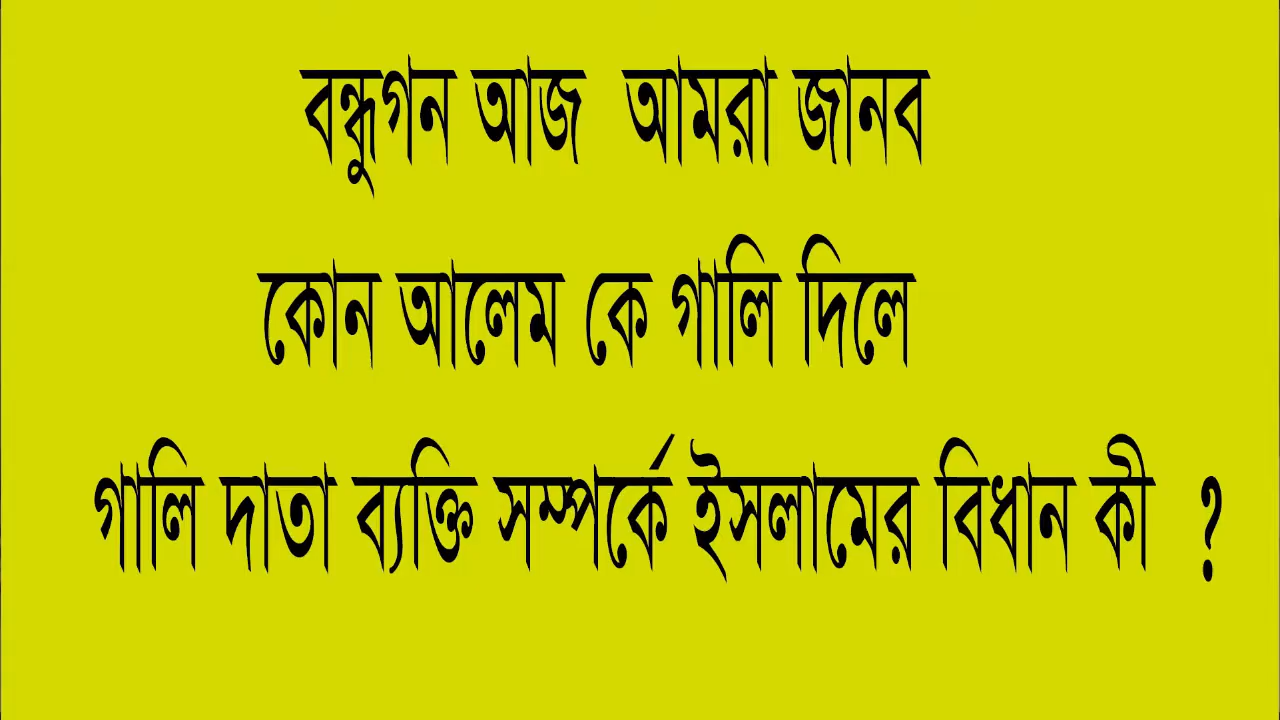 বন্ধুগন আজ আমরা জানব
কোন আলেম কে গালি দিলে
গালি দাতা ব্যক্তি সম্পর্কে ইসলামের বিধান কী ?